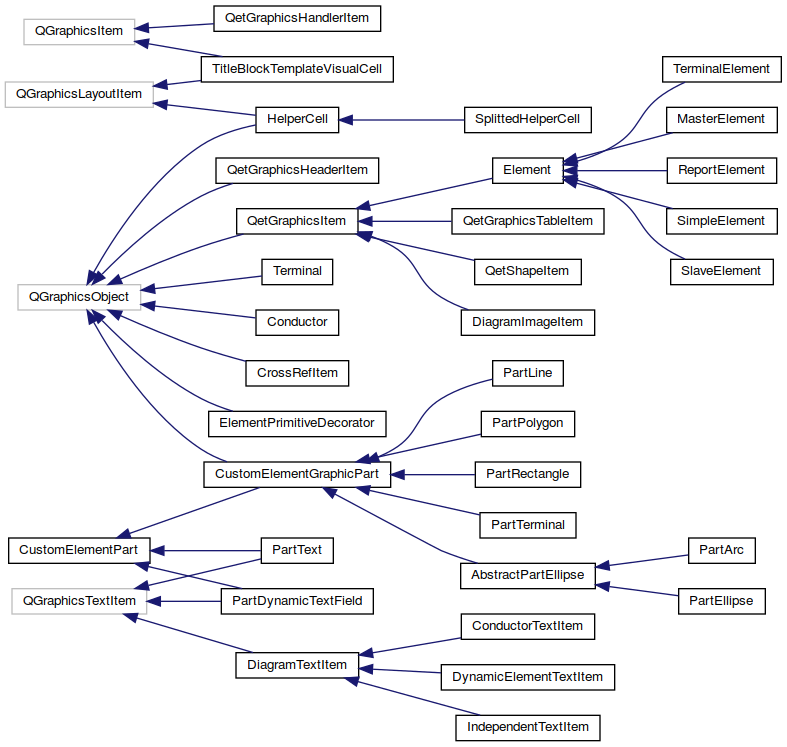 QGraphicsItem
QetGraphicsHandlerItem
TitleBlockTemplateVisualCell
QGraphicsLayoutItem
HelperCell
SplittedHelperCell
TerminalElement
MasterElement
QetGraphicsHeaderItem
Element
ReportElement
QetGraphicsItem
QetGraphicsTableItem
SimpleElement
Terminal
QetShapeItem
SlaveElement
QGraphicsObject
Conductor
DiagramImageItem
CrossRefItem
PartLine
ElementPrimitiveDecorator
PartPolygon
CustomElementGraphicPart
PartRectangle
PartTerminal
CustomElementPart
PartText
PartArc
AbstractPartEllipse
QGraphicsTextItem
PartDynamicTextField
PartEllipse
ConductorTextItem
DiagramTextItem
DynamicElementTextItem
IndependentTextItem